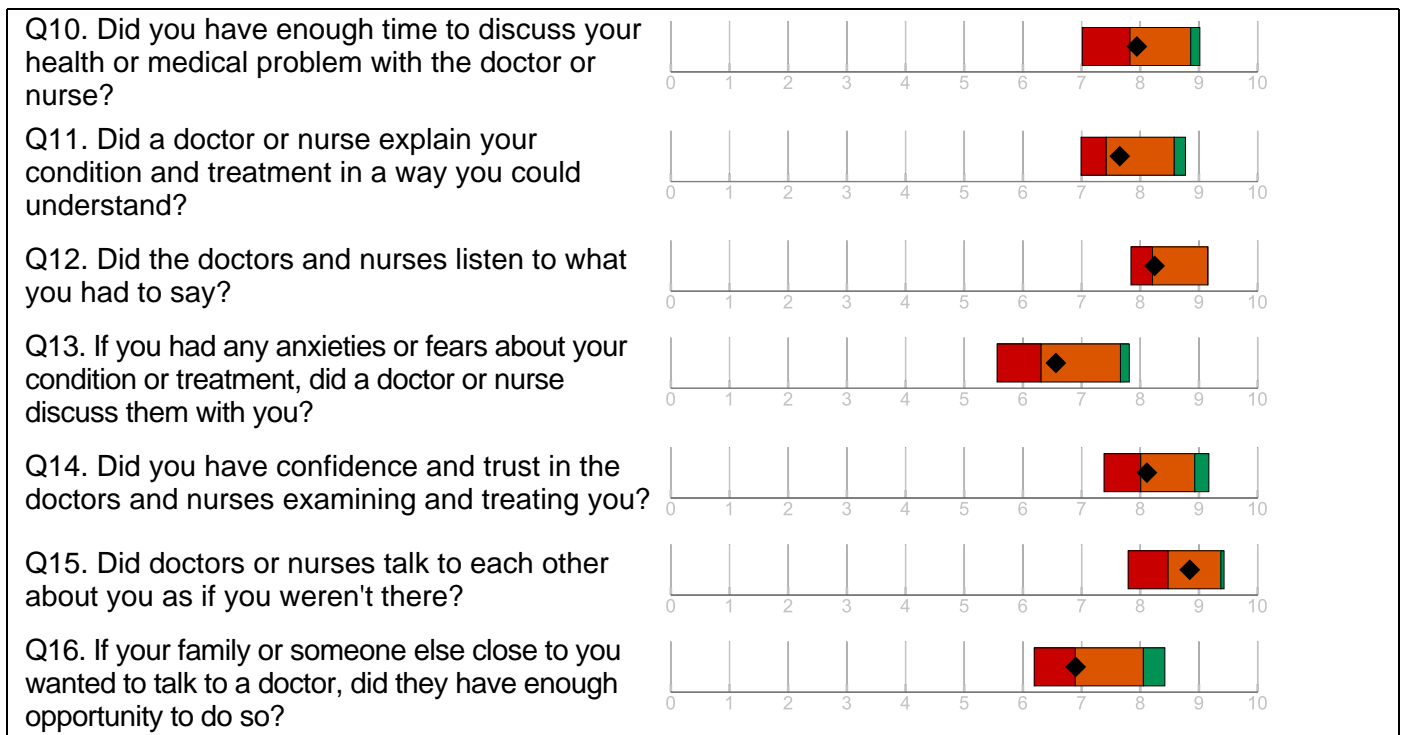 Q10. Did you have enough time to discuss your
health or medical problem with the doctor or
nurse?
0 1 2 3 4 5 6 7 8 9 10
Q11. Did a doctor or nurse explain your
condition and treatment in a way you could
understand?
0 1 2 3 4 5 6 7 8 9 10
Q12. Did the doctors and nurses listen to what
you had to say?
0 1 2 3 4 5 6 7 8 9 10
Q13. If you had any anxieties or fears about your
condition or treatment, did a doctor or nurse
discuss them with you?
0 1 2 3 4 5 6 7 8 9 10
Q14. Did you have confidence and trust in the
doctors and nurses examining and treating you?
0 1 2 3 4 5 6 7 8 9 10
Q15. Did doctors or nurses talk to each other
about you as if you weren't there?
0 1 2 3 4 5 6 7 8 9 10
Q16. If your family or someone else close to you
wanted to talk to a doctor, did they have enough
opportunity to do so?
0 1 2 3 4 5 6 7 8 9 10